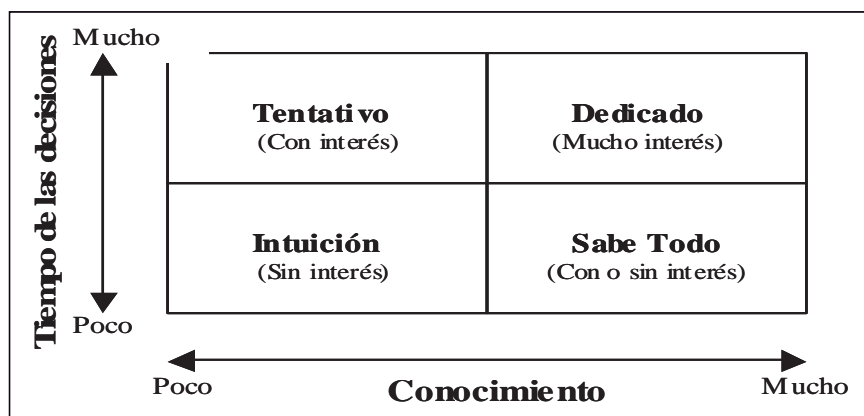 Tiempo de las decisiones
Mucho
Tentativo
(Con interés)
Dedicado
(Mucho interés)
Intuición
(Sin interés)
Sabe Todo
(Con o sin interés)
Poco
Poco
Conocimiento
Mucho